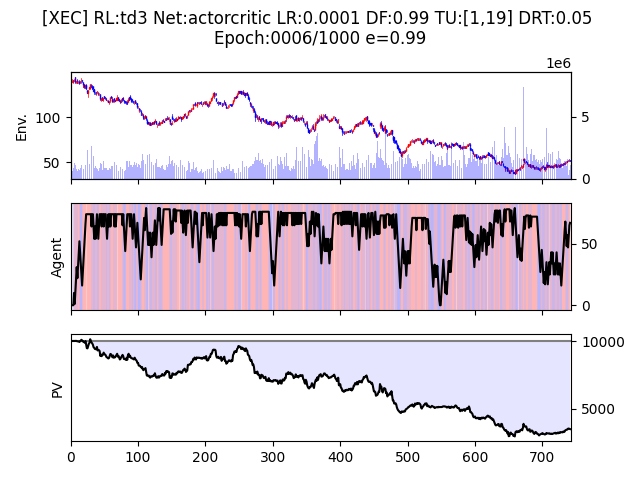 [XEC] RL:td3 Net:actorcritic LR:0.0001 DF:0.99 TU:[1,19] DRT:0.05
Epoch:0006/1000 e=0.99
1e6
Env.
100
50
5
0
Agent
50
0
PV
10000
5000
0 100 200 300 400 500 600 700